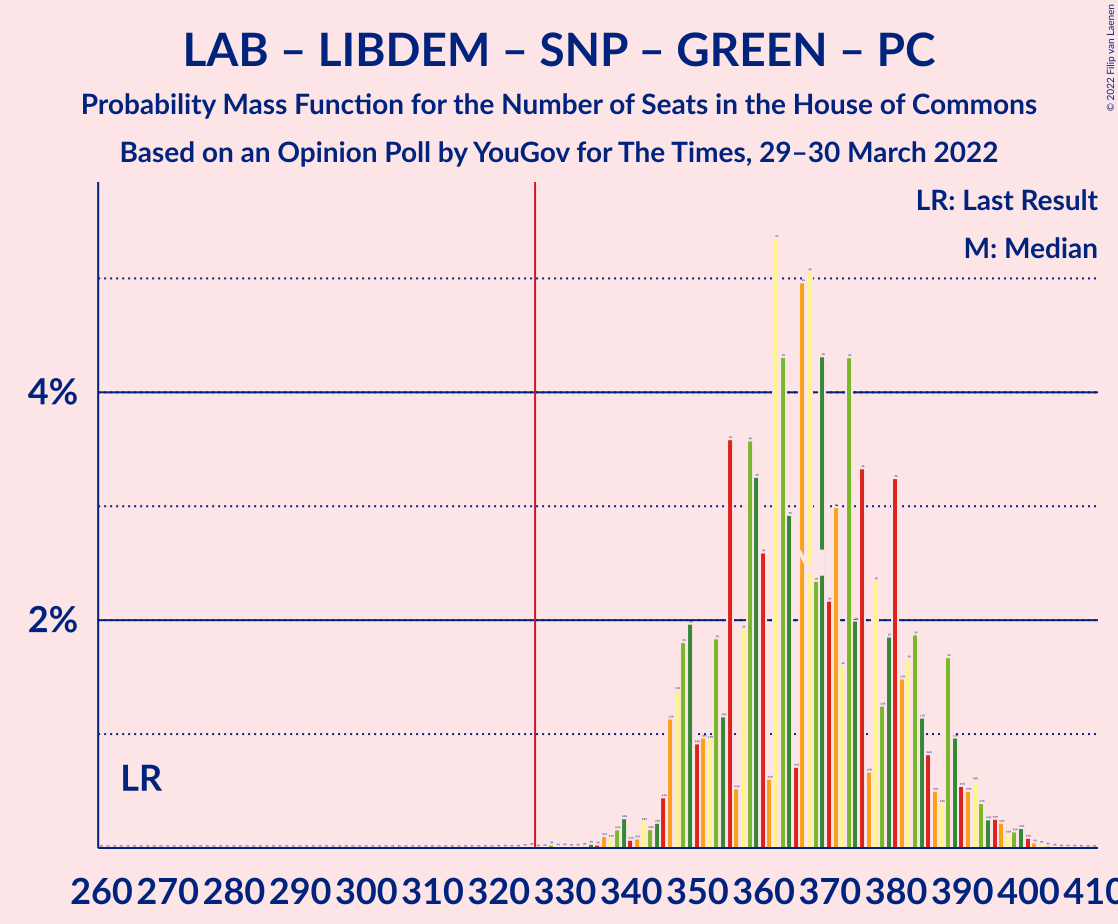 LAB – LIBDEM – SNP – GREEN – PC
Probability Mass Function for the Number of Seats in the House of Commons
Based on an Opinion Poll by YouGov for The Times, 29–30 March 2022
© 2022 Filip van Laenen
LR: Last Result
M: Median
4%
2%
LR
M
260 270 280 290 300 310 320 330 340 350 360 370 380 390 400 410